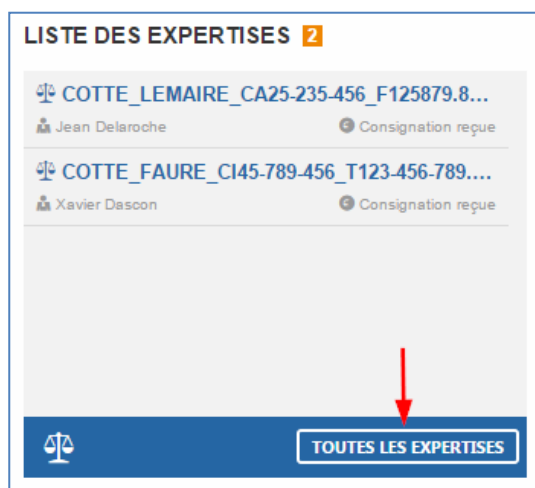 LISTE DES EXPERTISES 2
COTTE_LEMAIRE_CA25-235-456_F125879.8...
Jean Delaroche C Consignation reçue
COTTE_FAURE_CI45-789-456_T123-456-789....
Xavier Dascon C Consignation reçue
TOUTES LES EXPERTISES